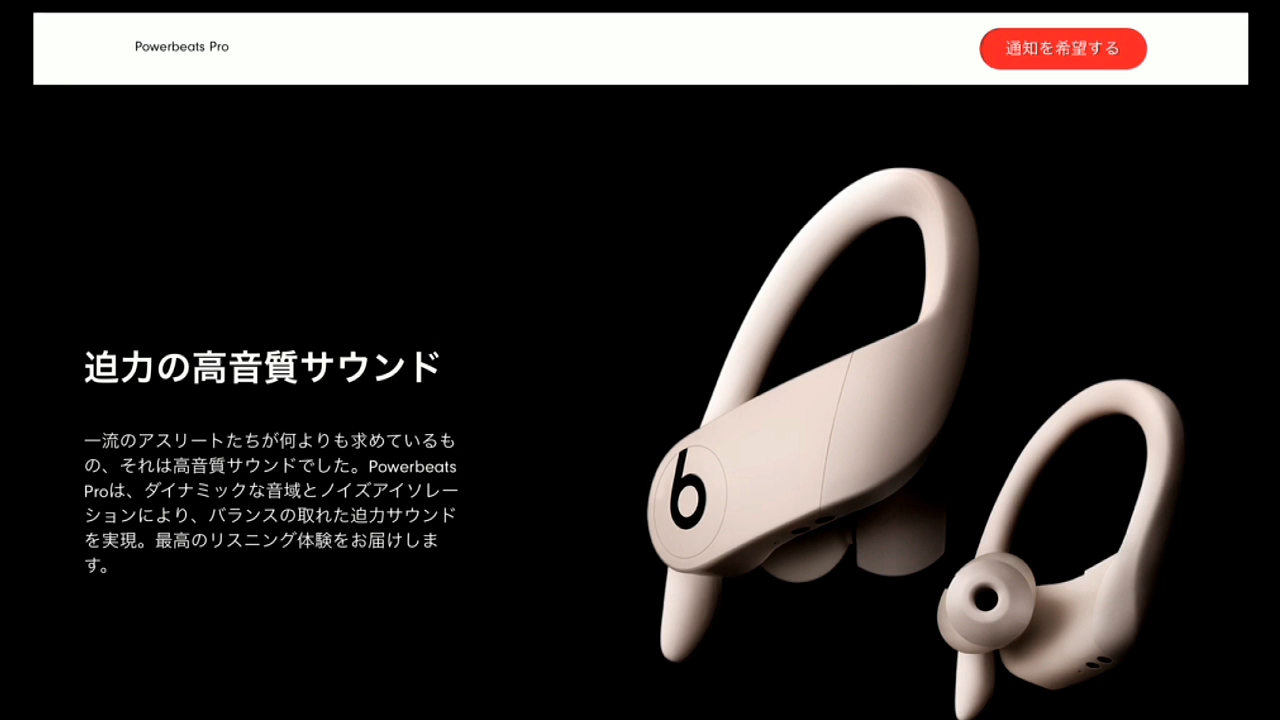 Powerbeats Pro
通知を希望する
迫力の高音質サウンド
一流のアスリートたちが何よりも求めているも
の、それは高音質サウンドでした。Powerbeats
Proは、ダイナミックな音域とノイズアイソレー
ションにより、バランスの取れた迫力サウンド
を実現。最高のリスニング体験をお届けしま
す。
b